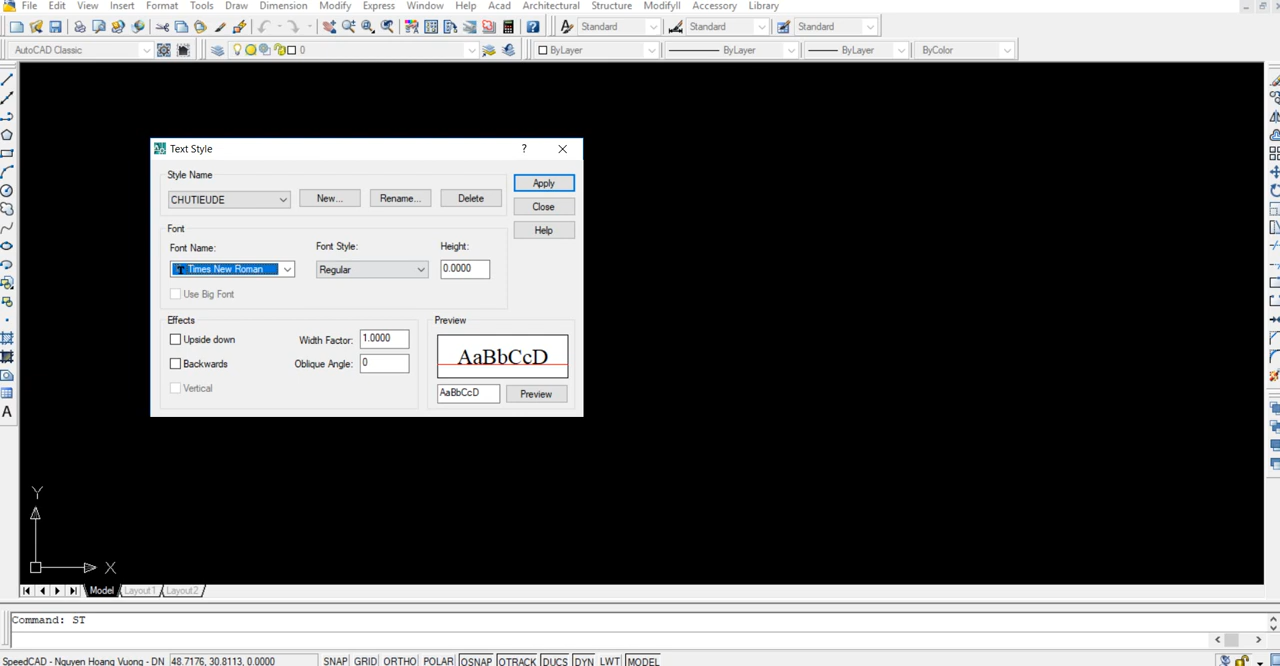 File Edit View Insert Format Tools Draw Dimension Modify Express Window Help Acad Architectural Structure ModifyII Accessory Library
Standard Standard Standard
AutoCAD Classic 0 ByLayer ByLayer ByLayer ByColor
Text Style ?
Style Name
CHUTIEUDE New... Rename... Delete Apply
Close
Font Help
Font Name: Font Style: Height:
Times New Roman Regular 0.0000
Use Big Font
Effects Preview
Upside down Width Factor: 1.0000 AaBbCcD
Backwards Oblique Angle: 0
Vertical AaBbCcD Preview
Y
X
Model Layout1 Layout2
Command: ST
SpeedCAD - Nguyen Hoang Vuong - DN 48.7176, 30.8113, 0.0000 SNAP GRID ORTHO POLAR OSNAP OTRACK DUCS DYN LWT MODEL
A